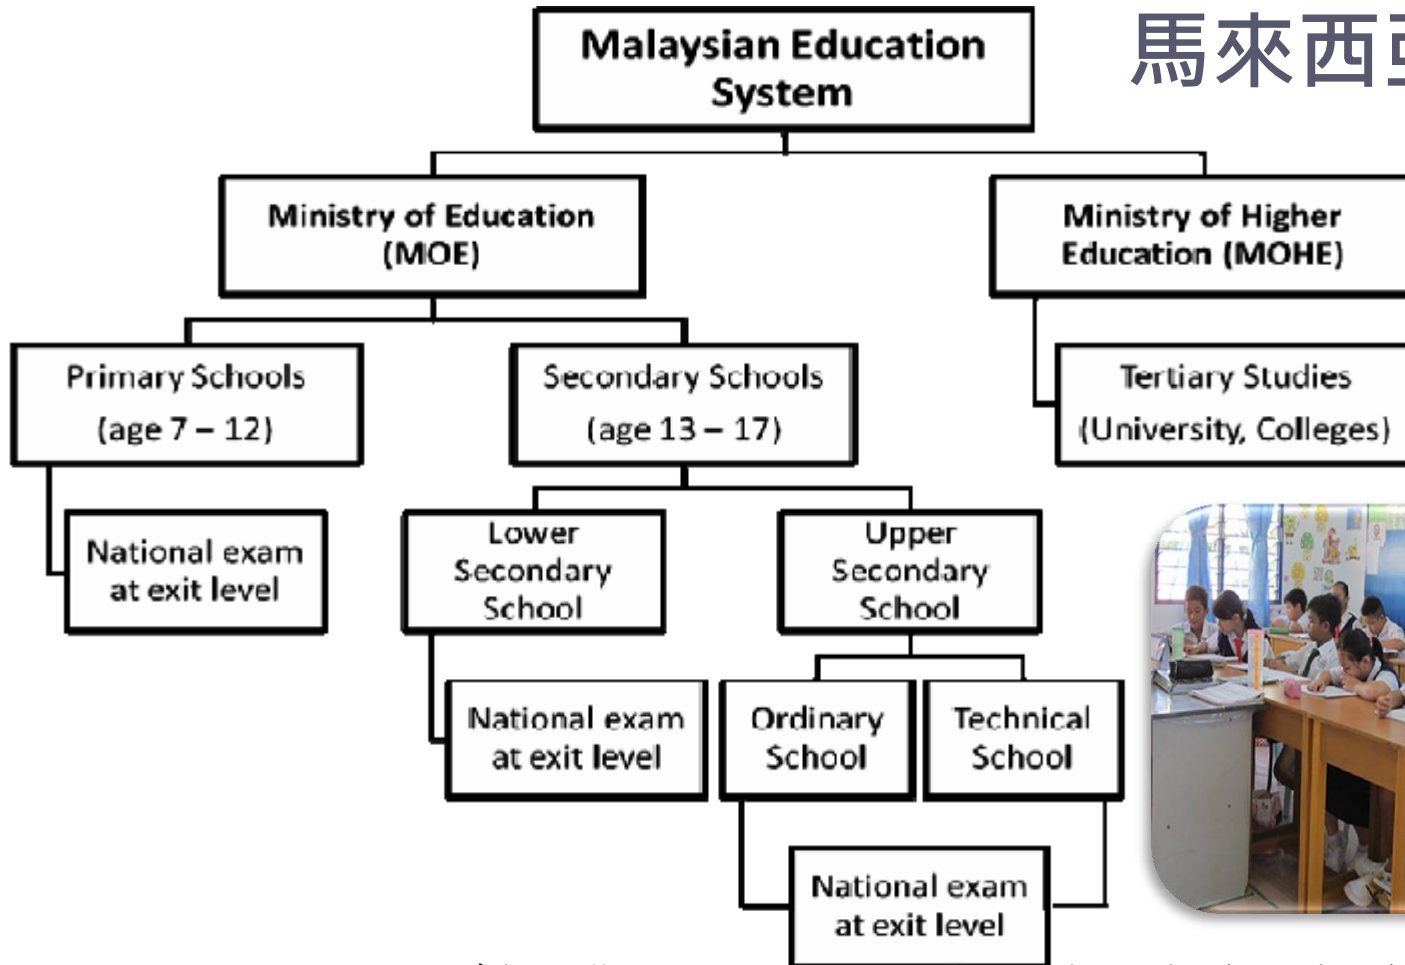 Malaysian Education
System
馬來西
Ministry of Education
(MOE)
Ministry of Higher
Education (MOHE)
Primary Schools
(age 7 – 12)
Secondary Schools
(age 13 – 17)
Tertiary Studies
(University, Colleges)
National exam
at exit level
Lower
Secondary
School
Upper
Secondary
School
National exam
at exit level
Ordinary
School
Technical
School
National exam
at exit level